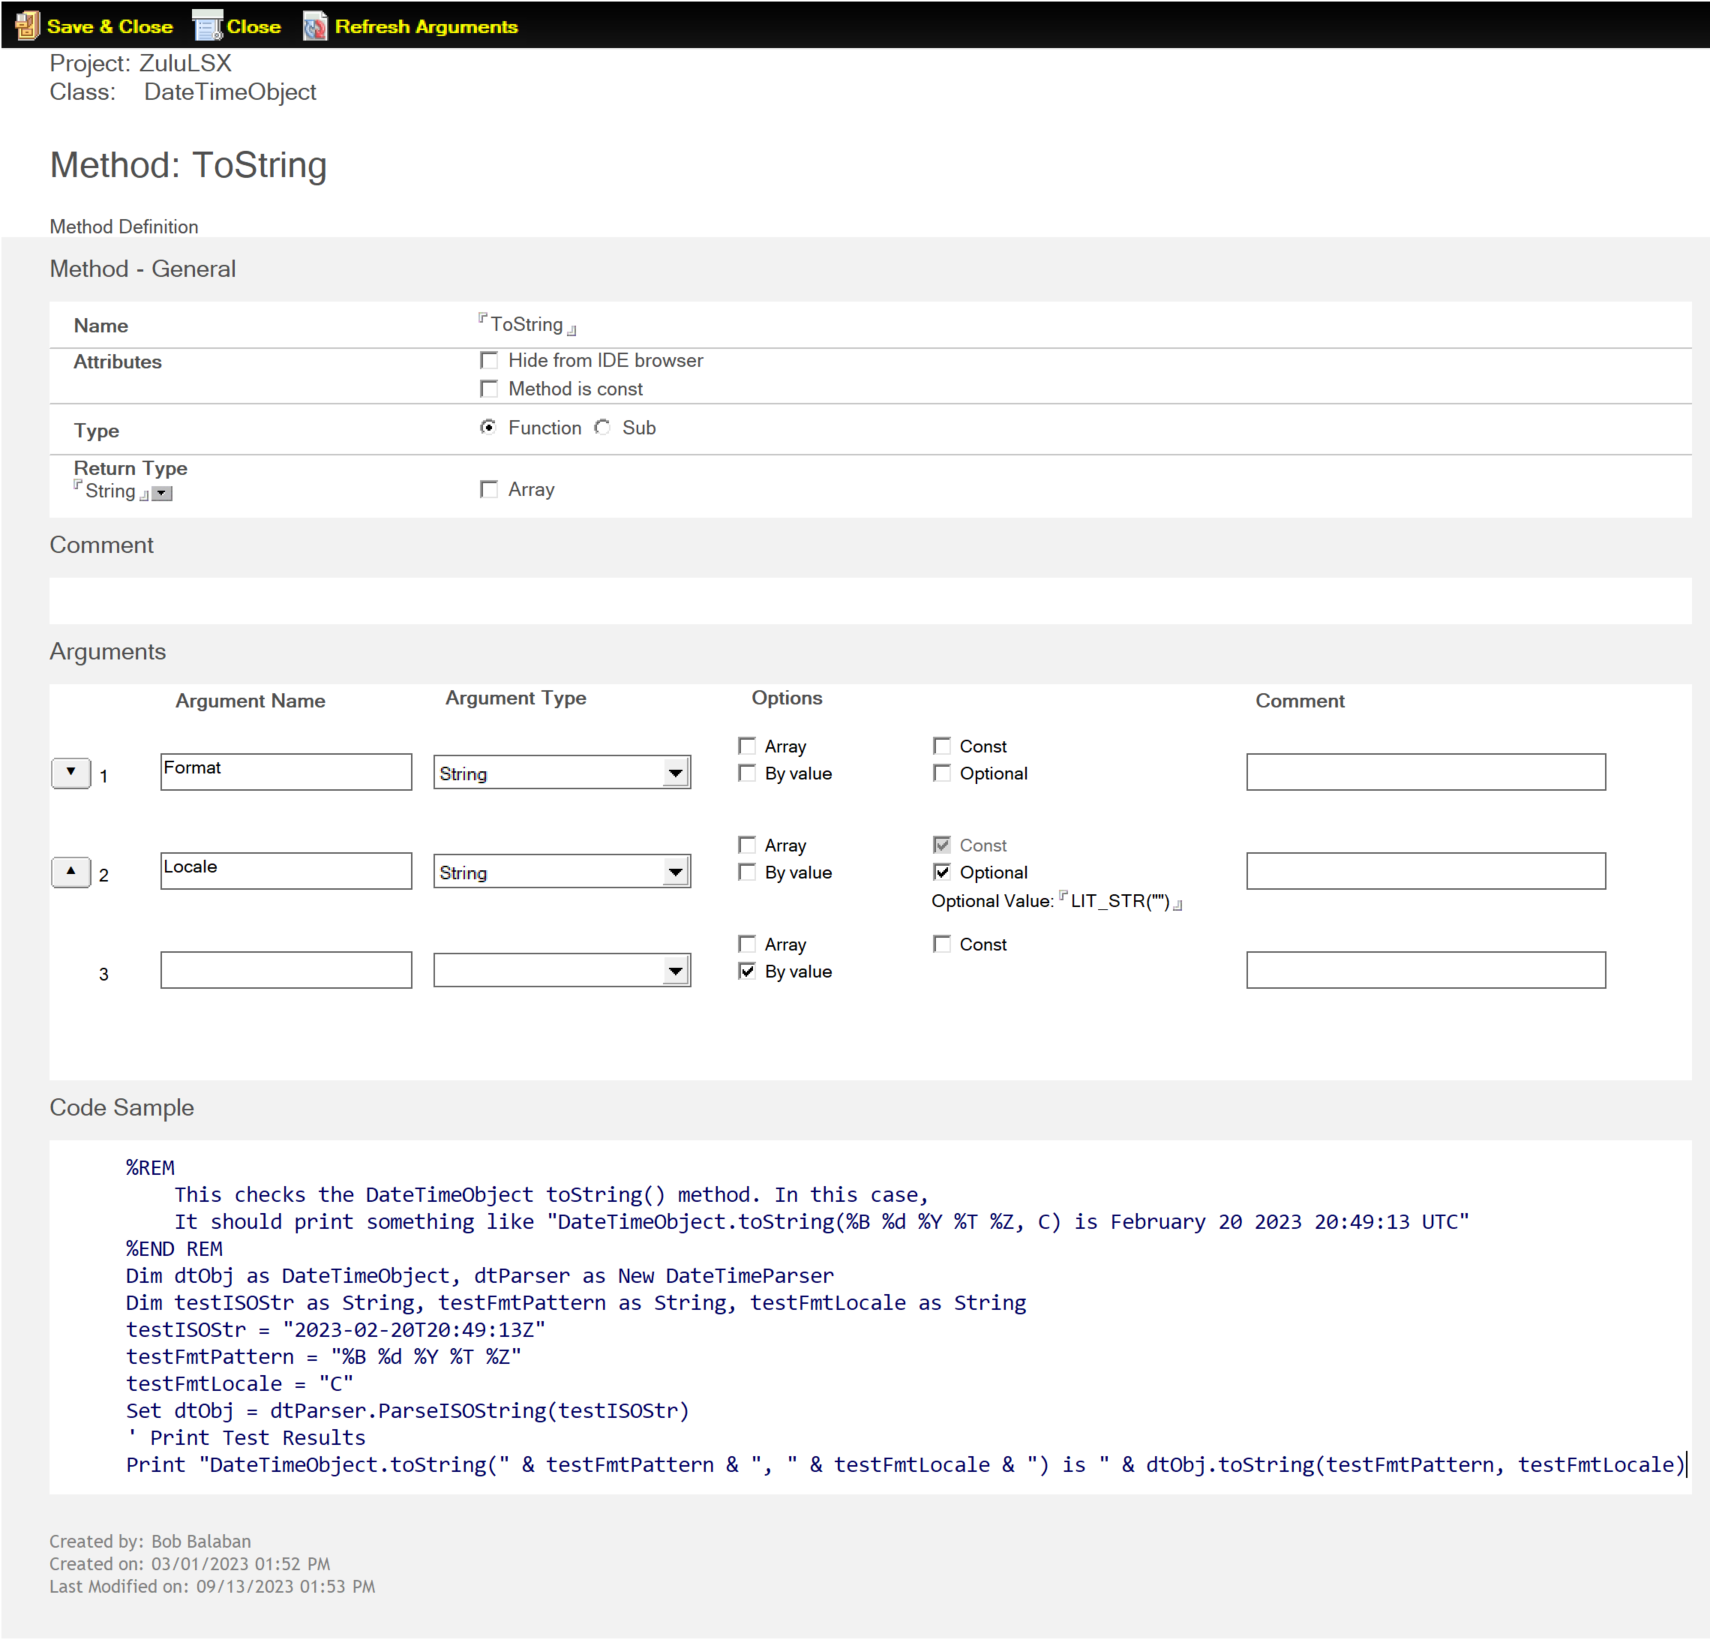 Save & Close Close Refresh Arguments
Project: ZuluLSX
Class: DateTimeObject
Method: ToString
Method Definition
Method - General
Name ToString
Attributes Hide from IDE browser
Method is const
Type Function Sub
Return Type
String Array
Comment
Arguments
Argument Name Argument Type Options Comment
Array Const
1 Format String By value Optional
Array Const
2 Locale String By value Optional
Optional Value: LIT_STR("")
Array Const
3 By value
Code Sample
%REM
This checks the DateTimeObject toString() method. In this case,
It should print something like "DateTimeObject.toString(%B %d %Y %T %Z, C) is February 20 2023 20:49:13 UTC"
%END REM
Dim dtObj as DateTimeObject, dtParser as New DateTimeParser
Dim testISOStr as String, testFmtPattern as String, testFmtLocale as String
testISOStr = "2023-02-20T20:49:13Z"
testFmtPattern = "%B %d %Y %T %Z"
testFmtLocale = "C"
Set dtObj = dtParser.ParseISOString(testISOStr)
' Print Test Results
Print "DateTimeObject.toString(" & testFmtPattern & ", " & testFmtLocale & ") is " & dtObj.toString(testFmtPattern, testFmtLocale)
Created by: Bob Balaban
Created on: 03/01/2023 01:52 PM
Last Modified on: 09/13/2023 01:53 PM